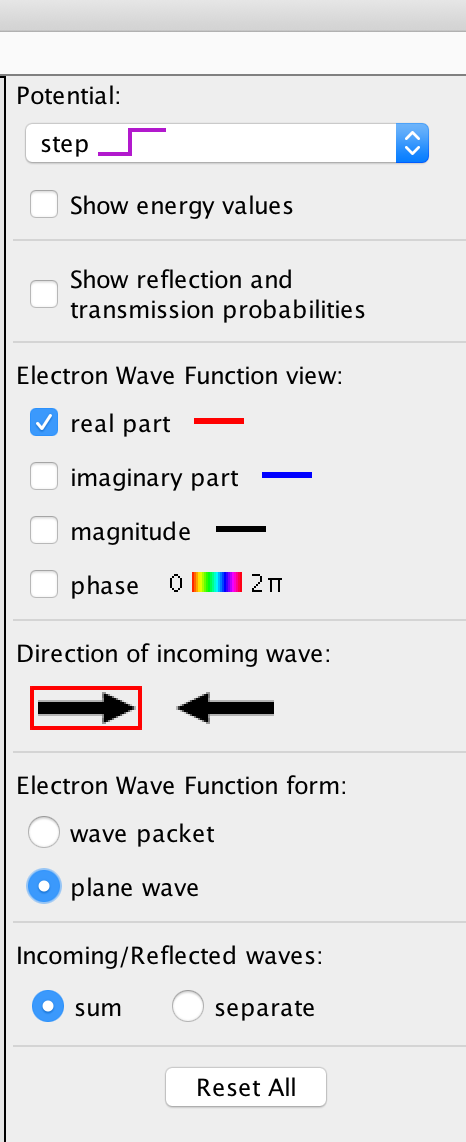 Potential:
step
Show energy values
Show reflection and
transmission probabilities
Electron Wave Function view:
real part
imaginary part
magnitude
phase 0 2π
Direction of incoming wave:
Electron Wave Function form:
wave packet
plane wave
Incoming/Reflected waves:
sum separate
Reset All